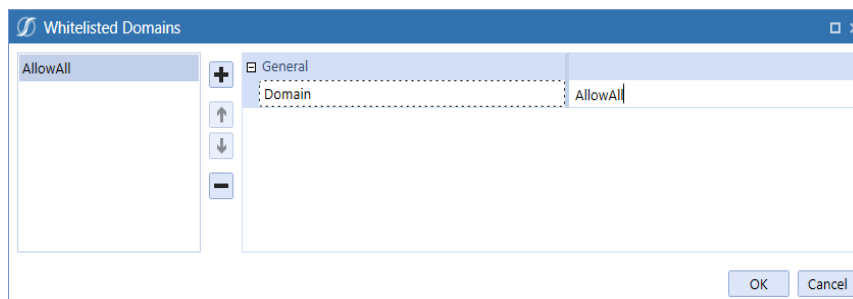 Whitelisted Domains
AllowAll
General
Domain AllowAll
OK Cancel